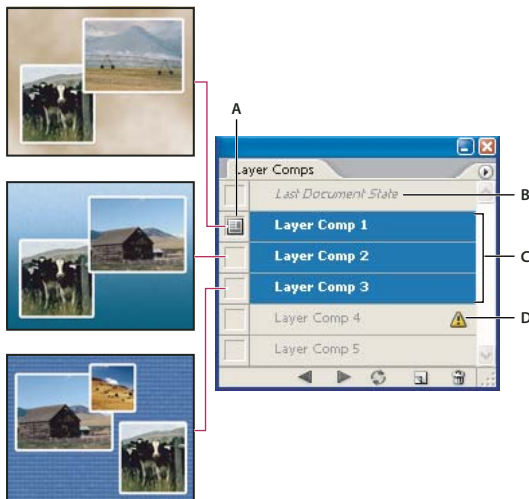 A
Layer Comps
Last Document State
B
Layer Comp 1
Layer Comp 2
C
Layer Comp 3
Layer Comp 4
D
Layer Comp 5